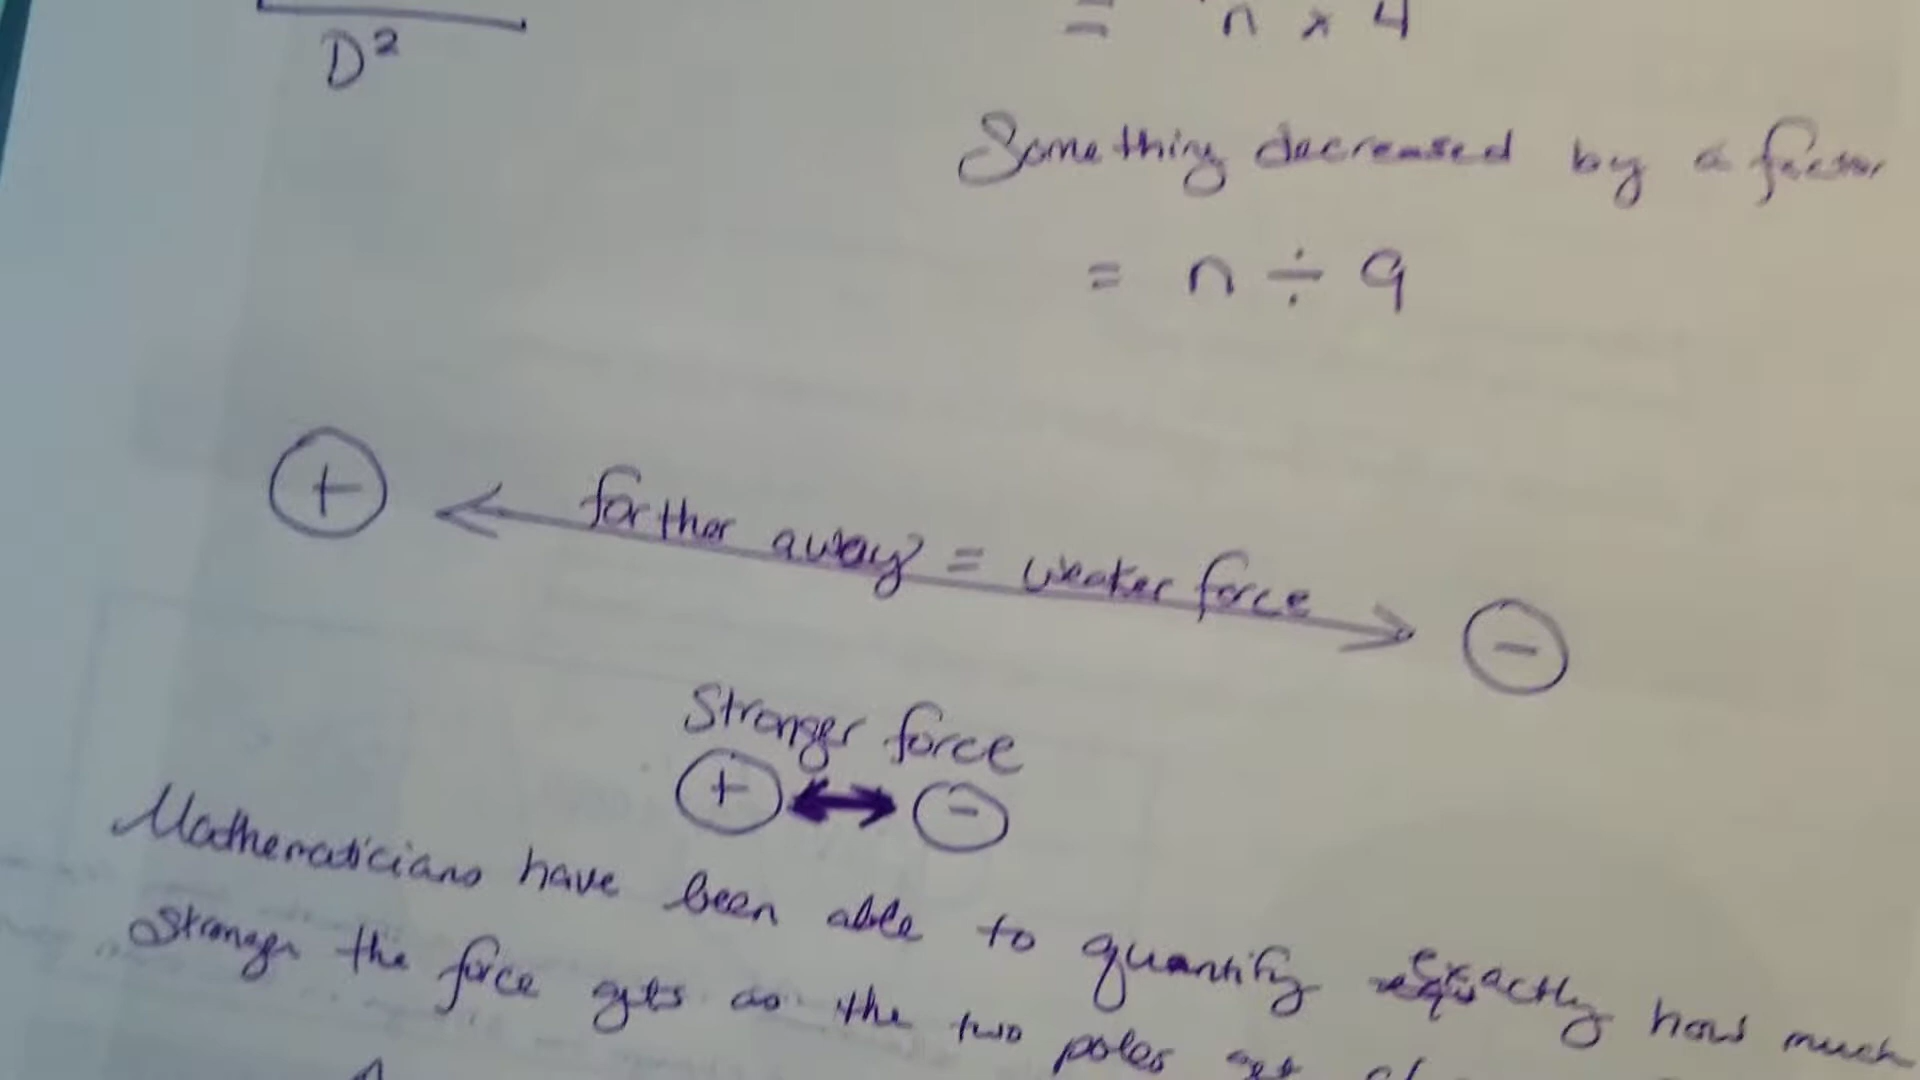 D²
= n × 4
Something decreased by a factor
= n ÷ 9
+ farther away = weaker force −
Stronger force
+ −
Mathematicians have been able to quantify exactly how much
stronger the force gets as the two poles get